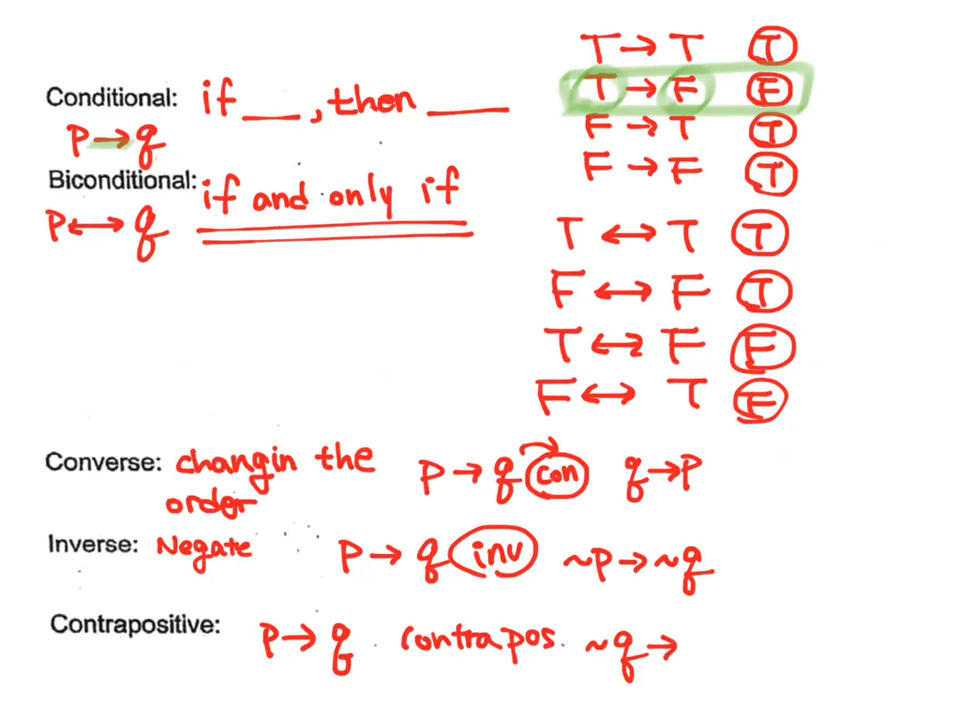 T → T T
Conditional: if ___, then ____
T → F F
P → q
F → T T
Biconditional: if and only if
F → F T
P ↔ q
T ↔ T T
F ↔ F T
T ↔ F F
F ↔ T F
Converse: changin the
order
P → q con q → P
Inverse: Negate P → q inv ~P → ~q
Contrapositive: P → q contrapos. ~q →